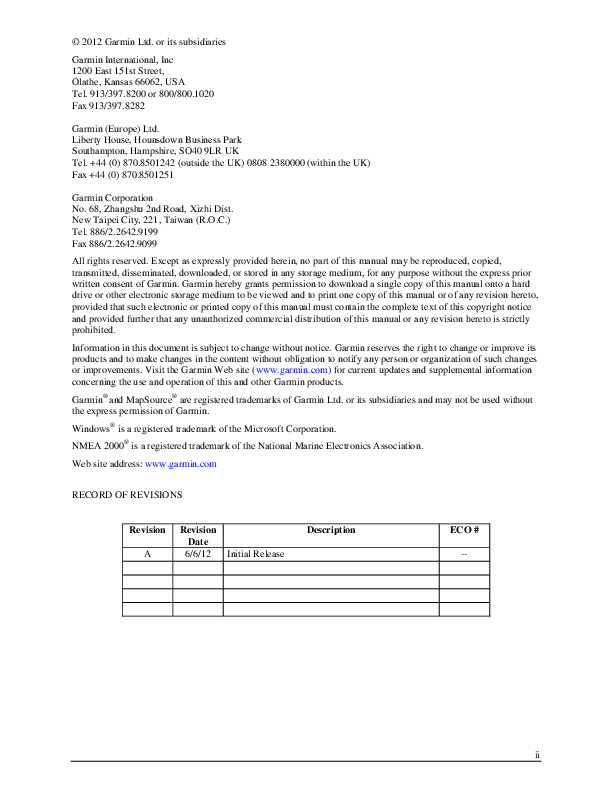 © 2012 Garmin Ltd. or its subsidiaries
Garmin International, Inc
1200 East 151st Street,
Olathe, Kansas 66062, USA
Tel. 913/397.8200 or 800/800.1020
Fax 913/397.8282
Garmin (Europe) Ltd.
Liberty House, Hounsdown Business Park
Southampton, Hampshire, SO40 9LR UK
Tel. +44 (0) 870.8501242 (outside the UK) 0808 2380000 (within the UK)
Fax +44 (0) 870.8501251
Garmin Corporation
No. 68, Zhangshu 2nd Road, Xizhi Dist.
New Taipei City, 221, Taiwan (R.O.C.)
Tel. 886/2.2642.9199
Fax 886/2.2642.9099
All rights reserved. Except as expressly provided herein, no part of this manual may be reproduced, copied,
transmitted, disseminated, downloaded, or stored in any storage medium, for any purpose without the express prior
written consent of Garmin. Garmin hereby grants permission to download a single copy of this manual onto a hard
drive or other electronic storage medium to be viewed and to print one copy of this manual or of any revision hereto,
provided that such electronic or printed copy of this manual must contain the complete text of this copyright notice
and provided further that any unauthorized commercial distribution of this manual or any revision hereto is strictly
prohibited.
Information in this document is subject to change without notice. Garmin reserves the right to change or improve its
products and to make changes in the content without obligation to notify any person or organization of such changes
or improvements. Visit the Garmin Web site (www.garmin.com) for current updates and supplemental information
concerning the use and operation of this and other Garmin products.
Garmin® and MapSource® are registered trademarks of Garmin Ltd. or its subsidiaries and may not be used without
the express permission of Garmin.
Windows® is a registered trademark of the Microsoft Corporation.
NMEA 2000® is a registered trademark of the National Marine Electronics Association.
Web site address: www.garmin.com
RECORD OF REVISIONS
Revision Revision Date Description ECO #
A 6/6/12 Initial Release --
ii